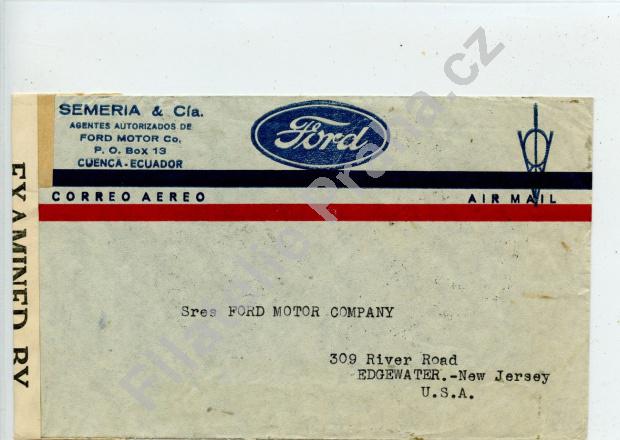 SEMERIA & Cía.
AGENTES AUTORIZADOS DE
FORD MOTOR Co.
P. O. Box 13
CUENCA-ECUADOR
Ford
V8
CORREO AEREO
AIR MAIL
EXAMINED BY
Sres FORD MOTOR COMPANY
309 River Road
EDGEWATER.-New Jersey
U.S.A.
Filatelie Praha.cz